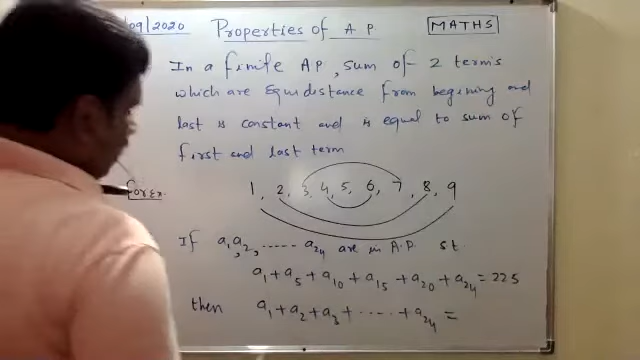 /09/2020 Properties of A P MATHS
In a finite AP, sum of 2 terms
which are Equidistance from begining and
last is constant and is equal to sum of
first and last term
For Ex. 1, 2, 3, 4, 5, 6, 7, 8, 9
If a₁, a₂, ...... a₂₄ are in A.P. st.
a₁ + a₅ + a₁₀ + a₁₅ + a₂₀ + a₂₄ = 225
then a₁ + a₂ + a₃ + ...... + a₂₄ =